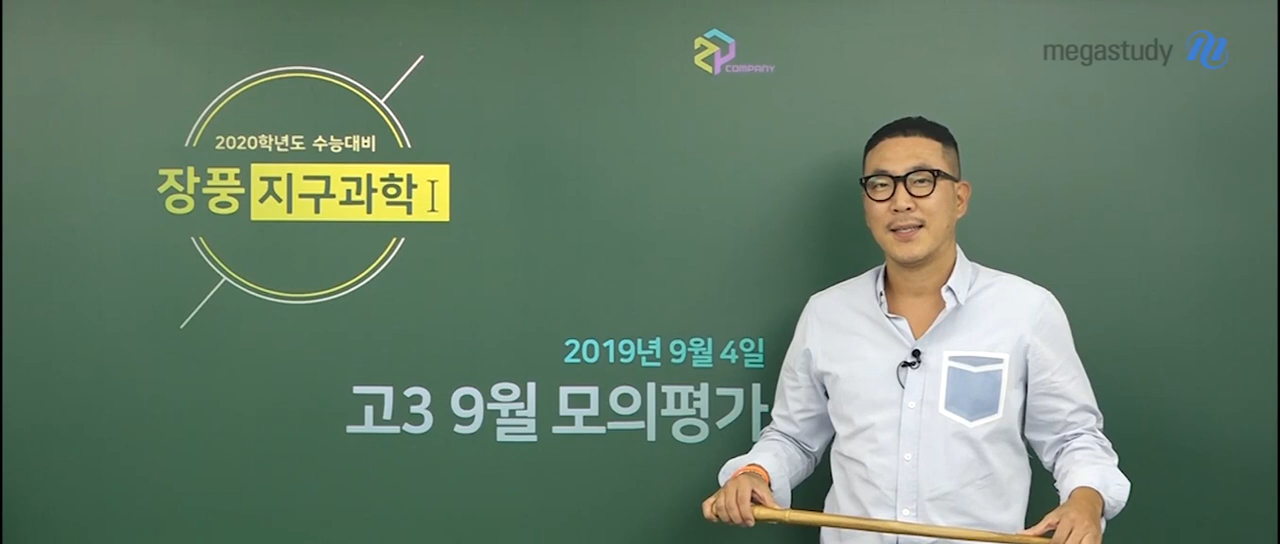 2P
COMPANY
megastudy
2020학년도 수능대비
장풍 지구과학 I
2019년 9월 4일
고3 9월 모의평가